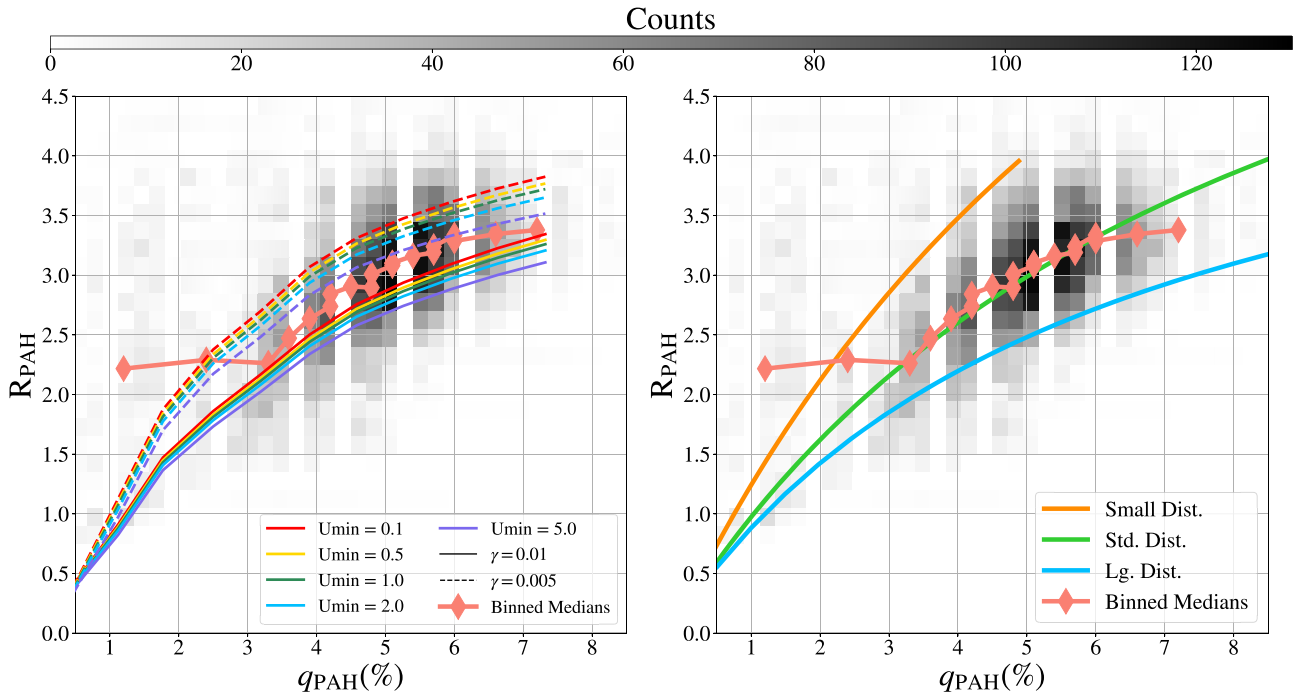 Counts
0 20 40 60 80 100 120
4.5
4.0
3.5
3.0
2.5
2.0
1.5
1.0
0.5
0.0
R_PAH
1 2 3 4 5 6 7 8
q_PAH(%)
Umin = 0.1
Umin = 0.5
Umin = 1.0
Umin = 2.0
Umin = 5.0
γ = 0.01
γ = 0.005
Binned Medians
4.5
4.0
3.5
3.0
2.5
2.0
1.5
1.0
0.5
0.0
R_PAH
1 2 3 4 5 6 7 8
q_PAH(%)
Small Dist.
Std. Dist.
Lg. Dist.
Binned Medians